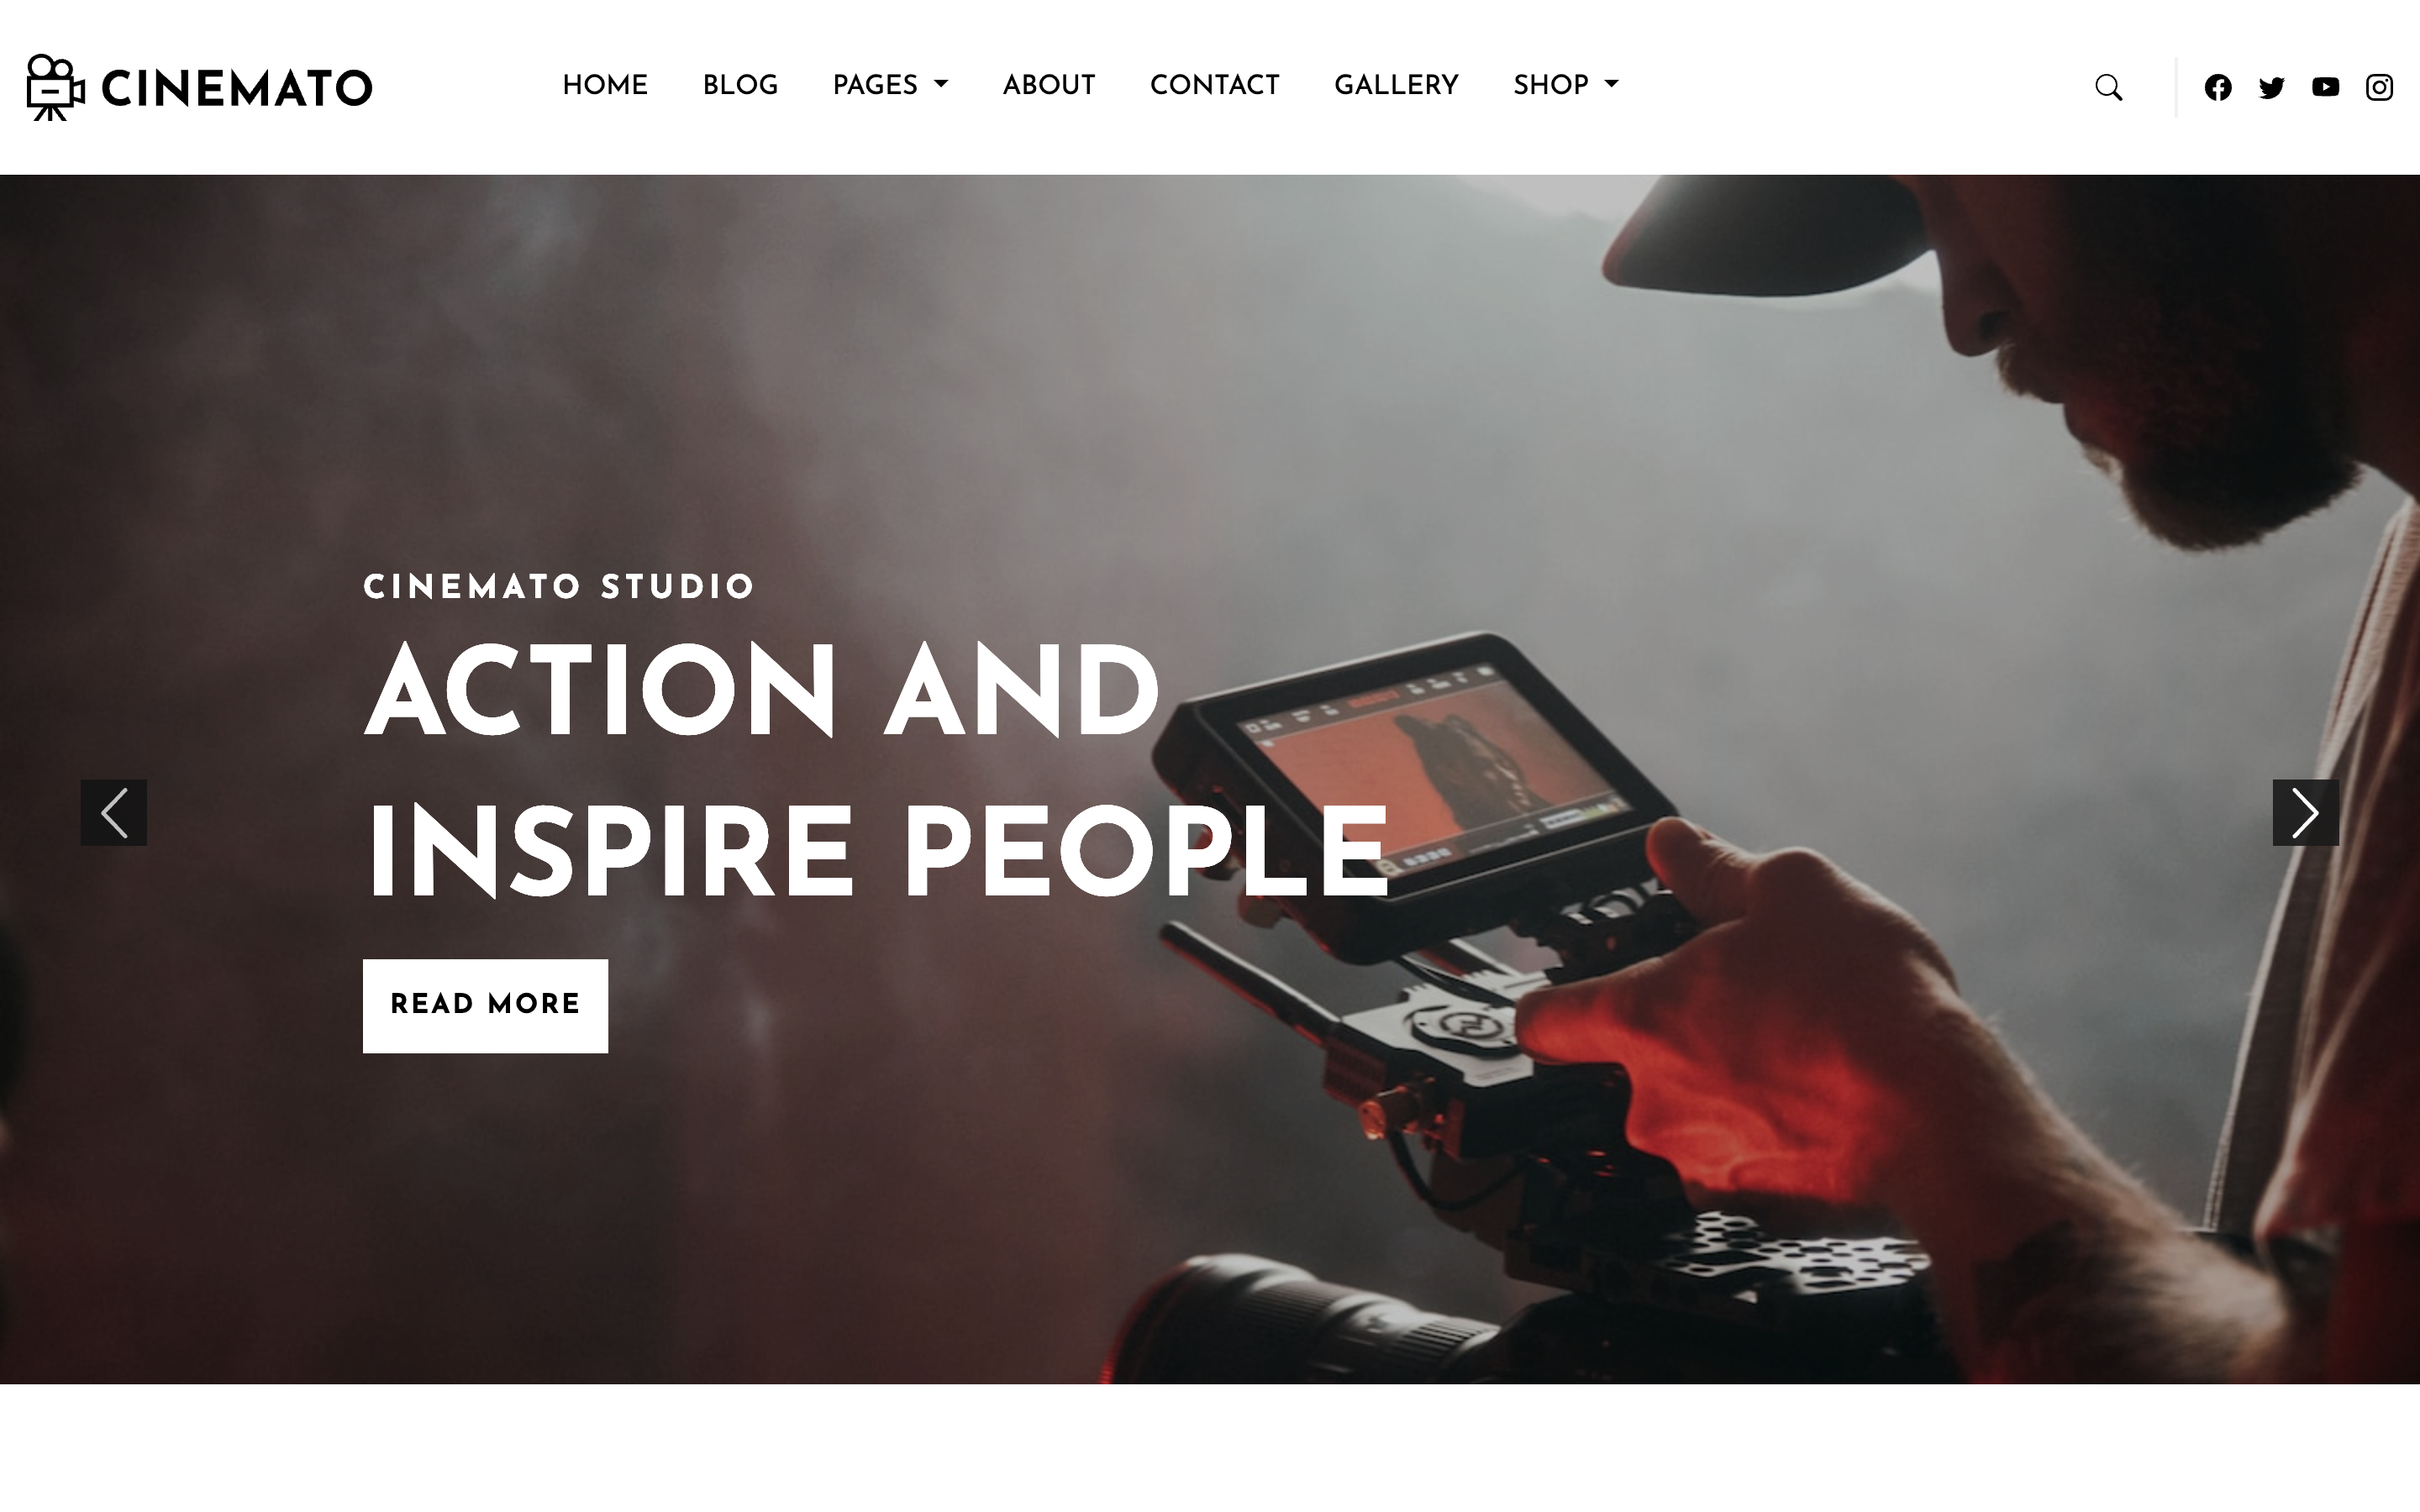 CINEMATO
HOME BLOG PAGES ABOUT CONTACT GALLERY SHOP
CINEMATO STUDIO
ACTION AND
INSPIRE PEOPLE
READ MORE